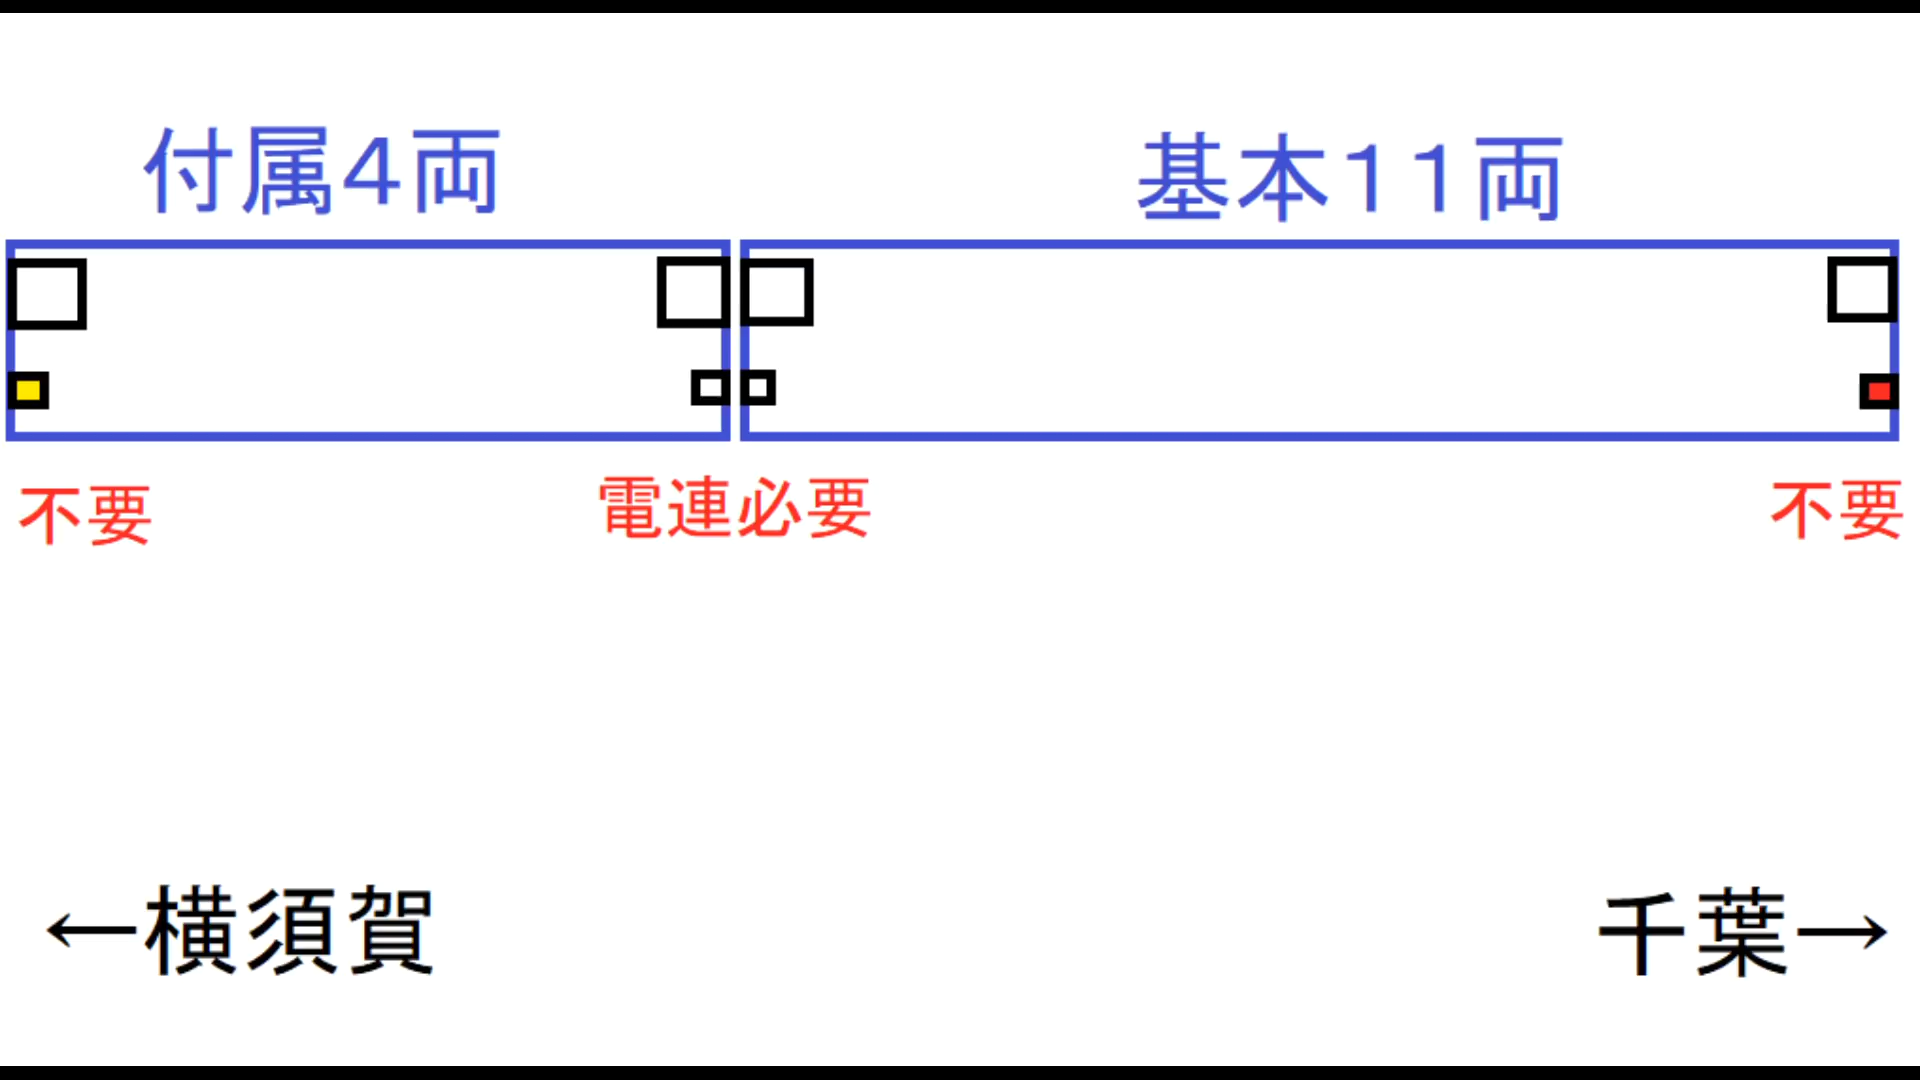 付属4両 基本11両
不要 電連必要 不要
←横須賀 千葉→